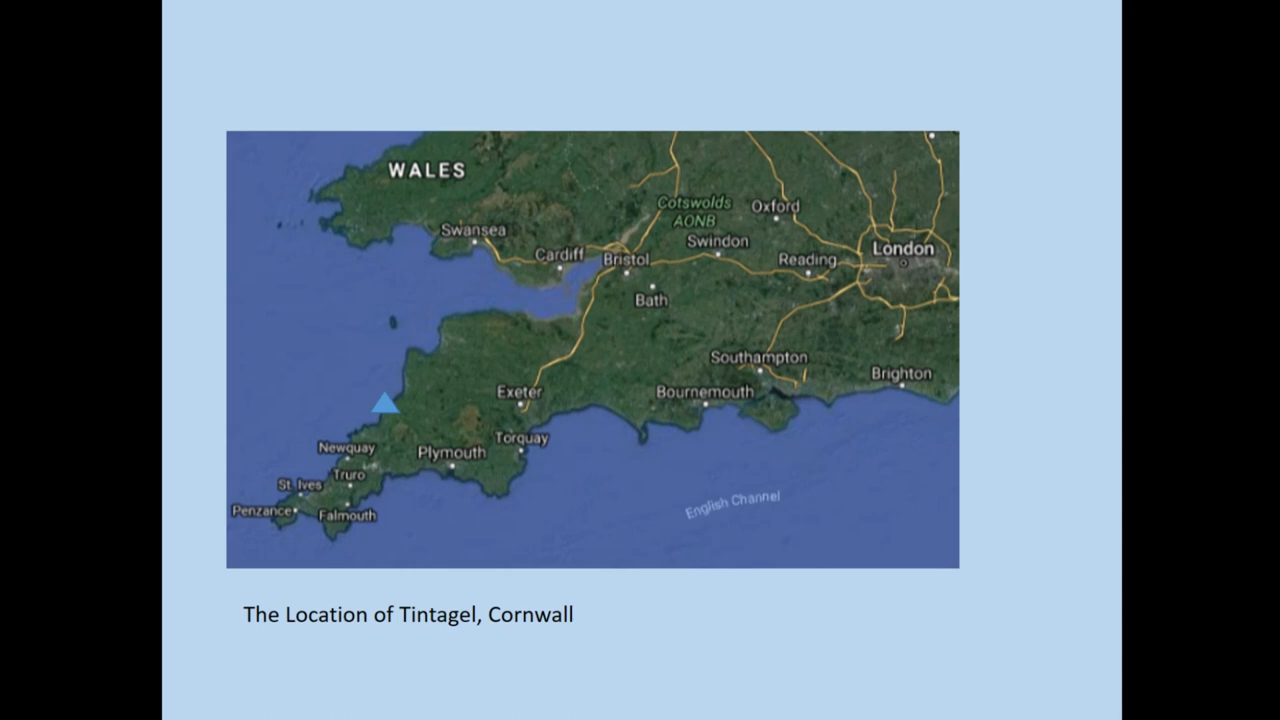 WALES
Cotswolds
AONB
Oxford
Swansea
Swindon
Cardiff
Bristol
Reading
London
Bath
Southampton
Brighton
Exeter
Bournemouth
Torquay
Newquay
Plymouth
Truro
St. Ives
Penzance
Falmouth
English Channel
The Location of Tintagel, Cornwall